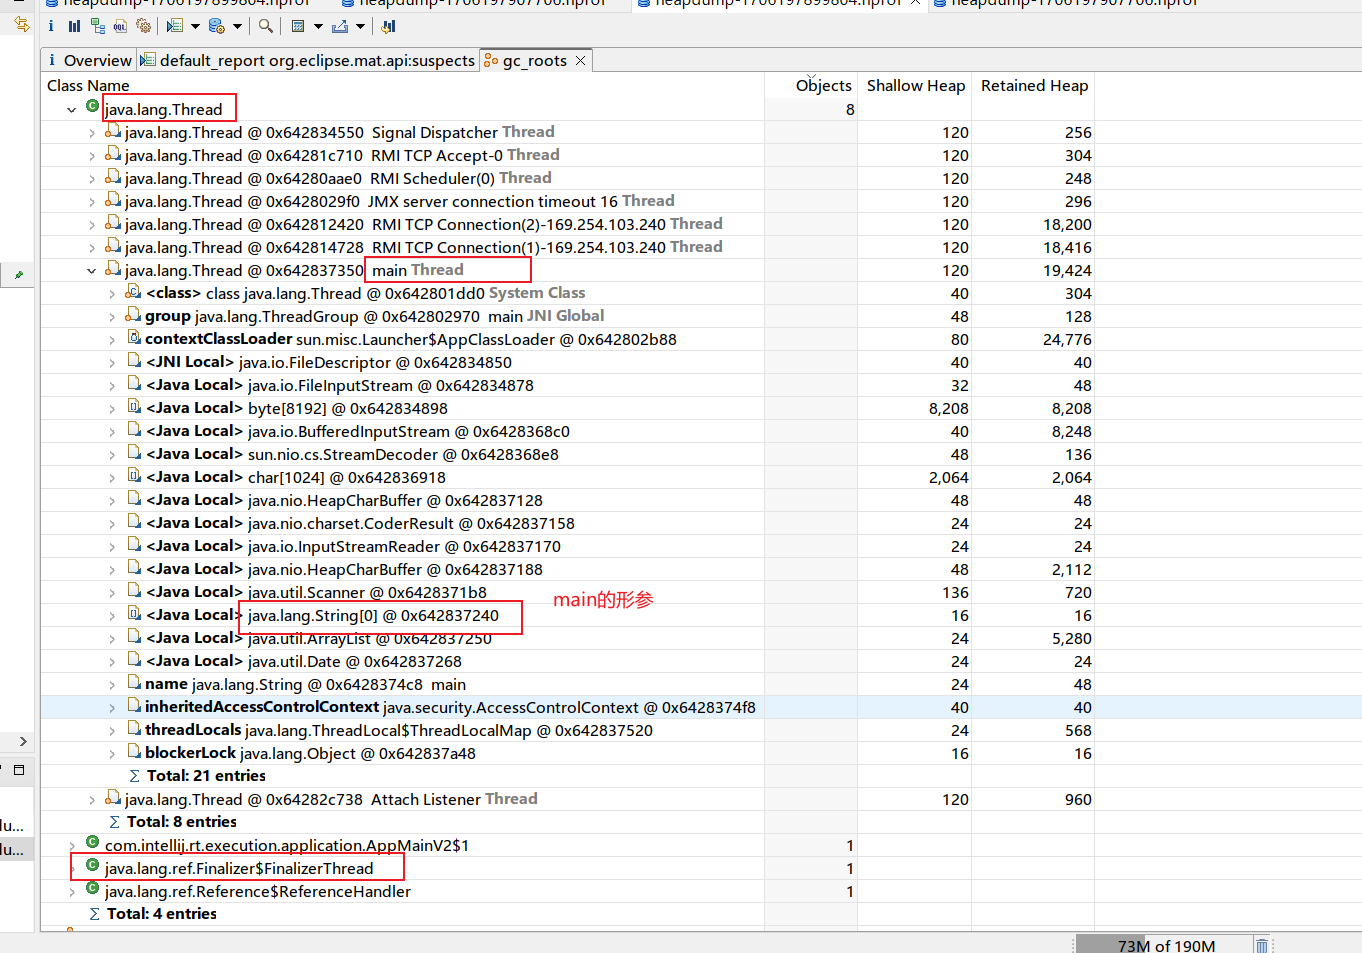 heapdump-1706197899804.hprof heapdump-1706197907706.hprof heapdump-1706197899804.hprof heapdump-1706197907706.hprof
Overview default_report org.eclipse.mat.api:suspects gc_roots
Class Name Objects Shallow Heap Retained Heap
java.lang.Thread 8
java.lang.Thread @ 0x642834550 Signal Dispatcher Thread 120 256
java.lang.Thread @ 0x64281c710 RMI TCP Accept-0 Thread 120 304
java.lang.Thread @ 0x64280aae0 RMI Scheduler(0) Thread 120 248
java.lang.Thread @ 0x6428029f0 JMX server connection timeout 16 Thread 120 296
java.lang.Thread @ 0x642812420 RMI TCP Connection(2)-169.254.103.240 Thread 120 18,200
java.lang.Thread @ 0x642814728 RMI TCP Connection(1)-169.254.103.240 Thread 120 18,416
java.lang.Thread @ 0x642837350 main Thread 120 19,424
<class> class java.lang.Thread @ 0x642801dd0 System Class 40 304
group java.lang.ThreadGroup @ 0x642802970 main JNI Global 48 128
contextClassLoader sun.misc.Launcher$AppClassLoader @ 0x642802b88 80 24,776
<JNI Local> java.io.FileDescriptor @ 0x642834850 40 40
<Java Local> java.io.FileInputStream @ 0x642834878 32 48
<Java Local> byte[8192] @ 0x642834898 8,208 8,208
<Java Local> java.io.BufferedInputStream @ 0x6428368c0 40 8,248
<Java Local> sun.nio.cs.StreamDecoder @ 0x6428368e8 48 136
<Java Local> char[1024] @ 0x642836918 2,064 2,064
<Java Local> java.nio.HeapCharBuffer @ 0x642837128 48 48
<Java Local> java.nio.charset.CoderResult @ 0x642837158 24 24
<Java Local> java.io.InputStreamReader @ 0x642837170 24 24
<Java Local> java.nio.HeapCharBuffer @ 0x642837188 48 2,112
<Java Local> java.util.Scanner @ 0x6428371b8 136 720
main的形参
<Java Local> java.lang.String[0] @ 0x642837240 16 16
<Java Local> java.util.ArrayList @ 0x642837250 24 5,280
<Java Local> java.util.Date @ 0x642837268 24 24
name java.lang.String @ 0x6428374c8 main 24 48
inheritedAccessControlContext java.security.AccessControlContext @ 0x6428374f8 40 40
threadLocals java.lang.ThreadLocal$ThreadLocalMap @ 0x642837520 24 568
blockerLock java.lang.Object @ 0x642837a48 16 16
Total: 21 entries
java.lang.Thread @ 0x64282c738 Attach Listener Thread 120 960
Total: 8 entries
com.intellij.rt.execution.application.AppMainV2$1 1
java.lang.ref.Finalizer$FinalizerThread 1
java.lang.ref.Reference$ReferenceHandler 1
Total: 4 entries
du...
du...
73M of 190M